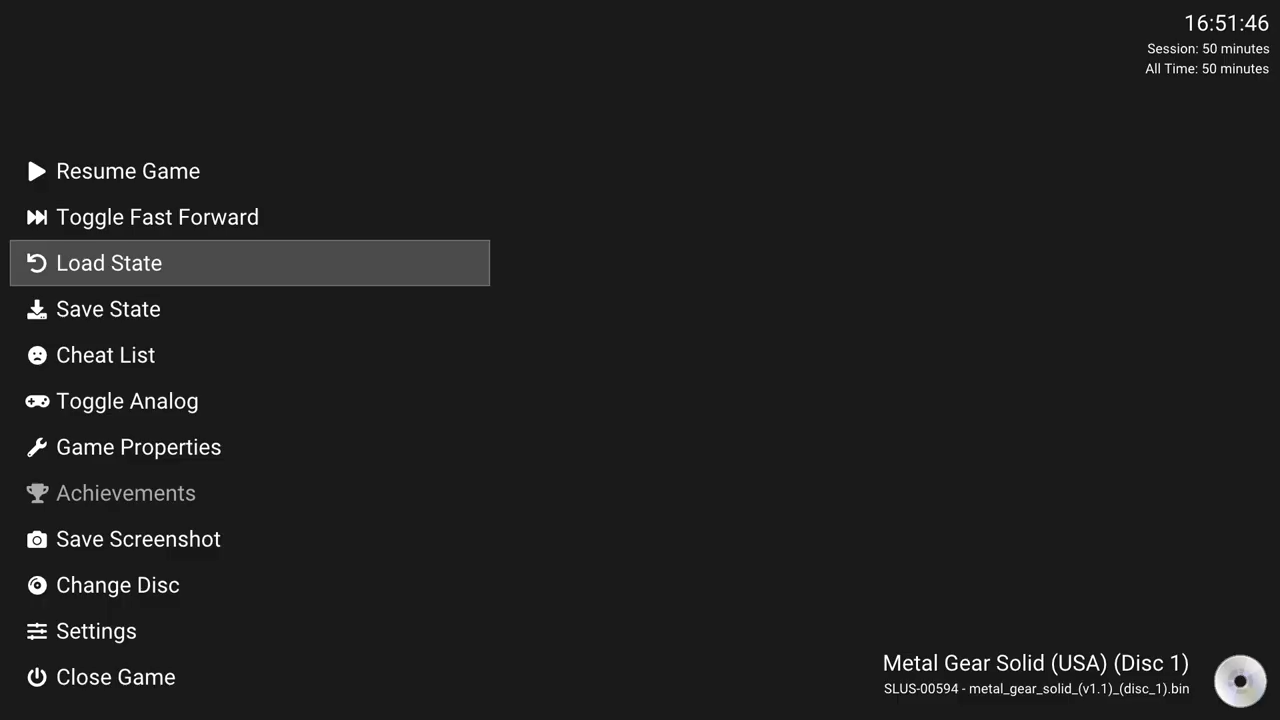 16:51:46
Session: 50 minutes
All Time: 50 minutes
Resume Game
Toggle Fast Forward
Load State
Save State
Cheat List
Toggle Analog
Game Properties
Achievements
Save Screenshot
Change Disc
Settings
Close Game
Metal Gear Solid (USA) (Disc 1)
SLUS-00594 - metal_gear_solid_(v1.1)_(disc_1).bin